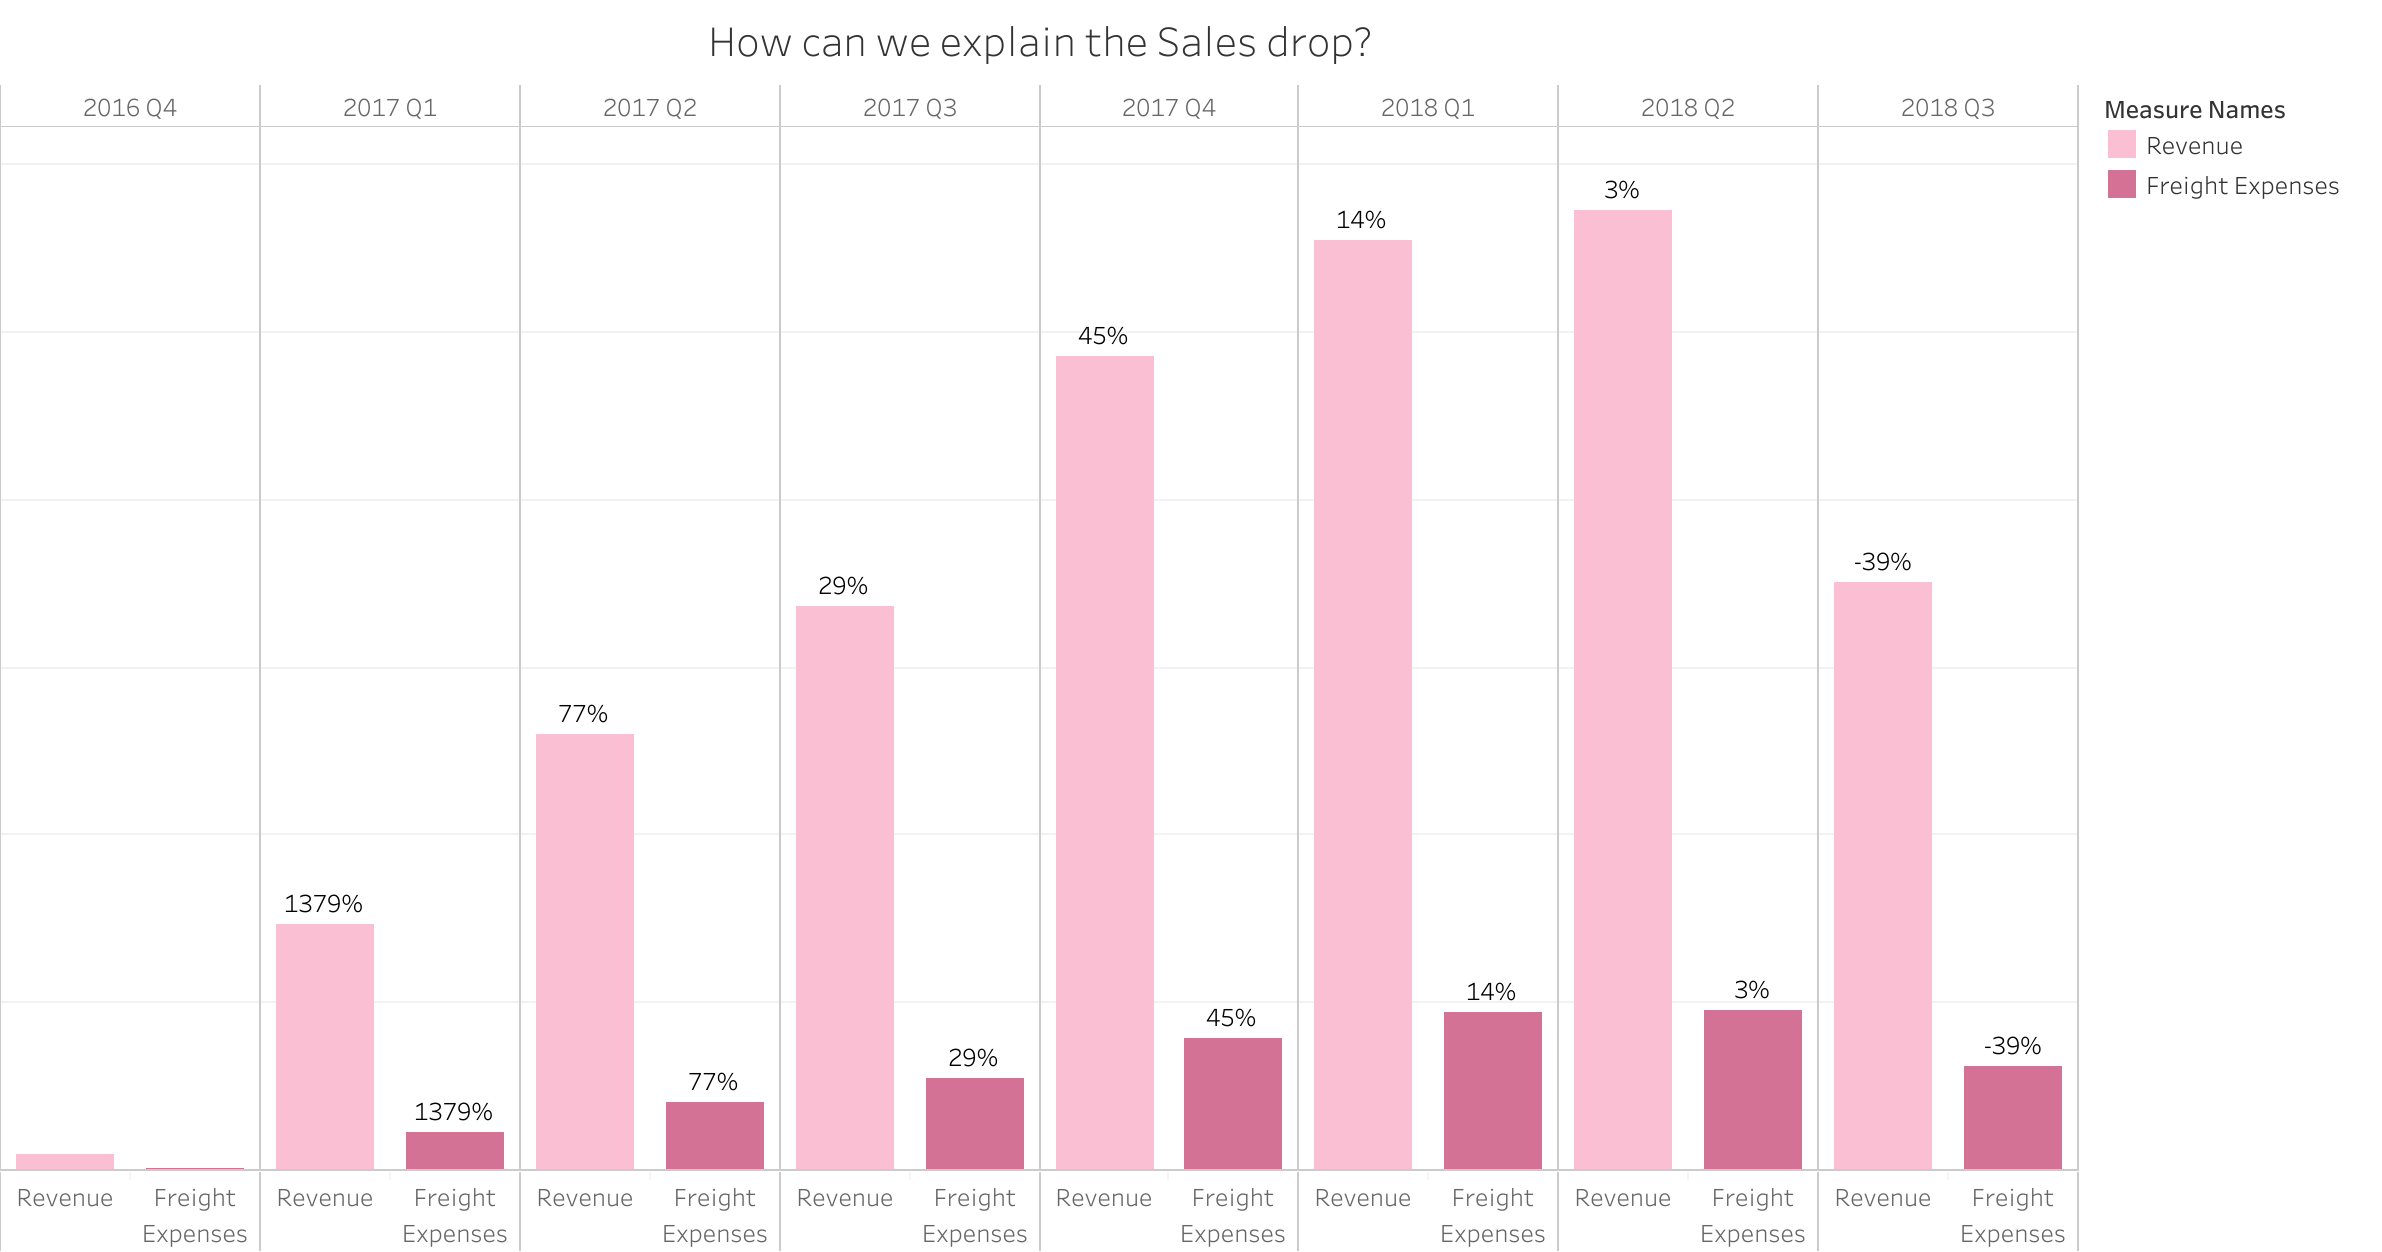 How can we explain the Sales drop?
2016 Q4
2017 Q1
2017 Q2
2017 Q3
2017 Q4
2018 Q1
2018 Q2
2018 Q3
Measure Names
Revenue
Freight Expenses
1379%
1379%
77%
77%
29%
29%
45%
45%
14%
14%
3%
3%
-39%
-39%
Revenue
Freight
Expenses
Revenue
Freight
Expenses
Revenue
Freight
Expenses
Revenue
Freight
Expenses
Revenue
Freight
Expenses
Revenue
Freight
Expenses
Revenue
Freight
Expenses
Revenue
Freight
Expenses